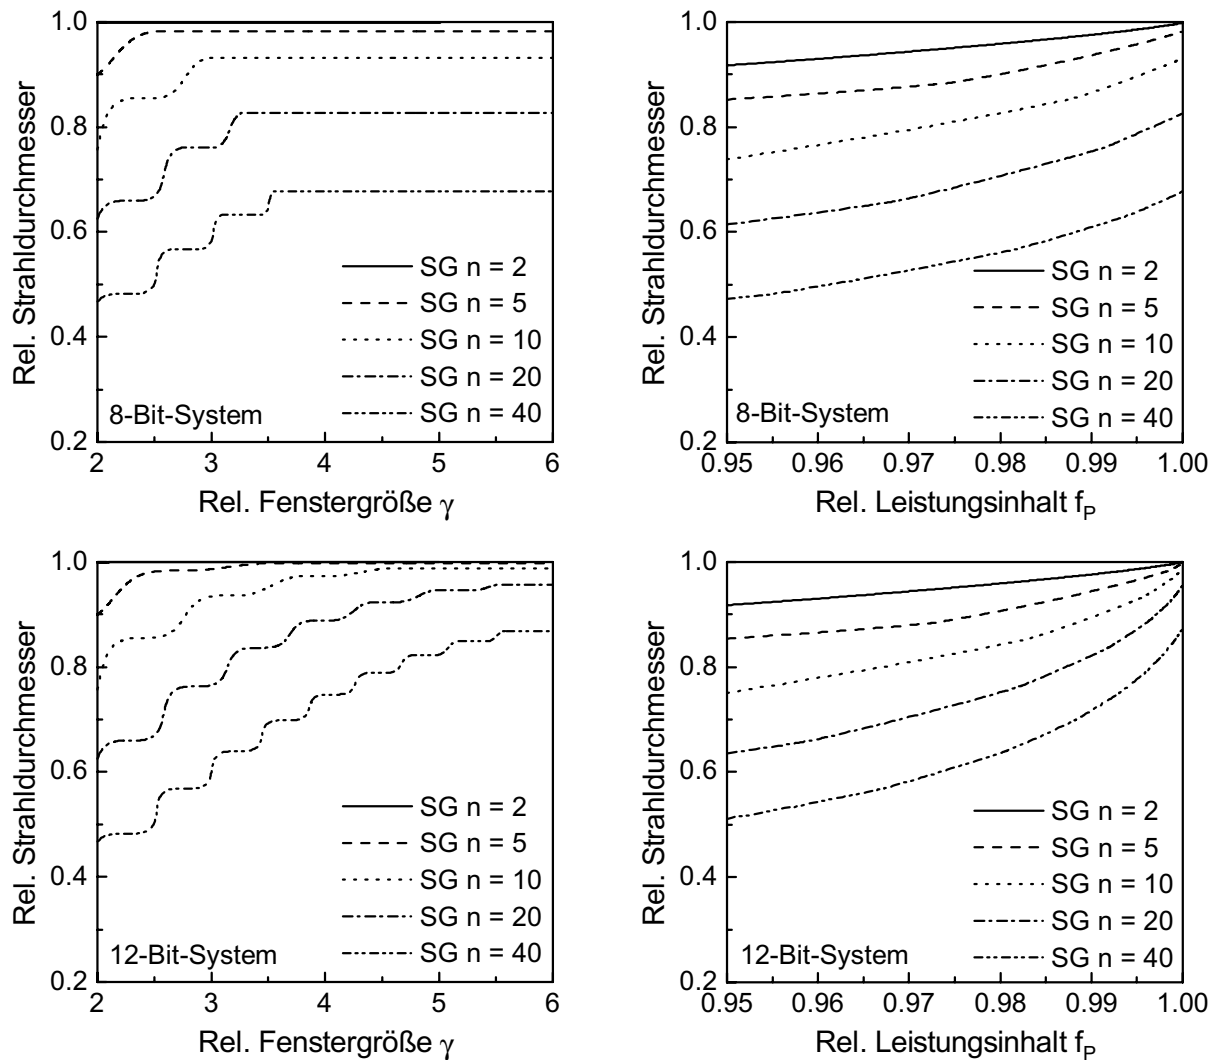 Rel. Strahldurchmesser
1.0
0.8
0.6
0.4
0.2
SG n = 2
SG n = 5
SG n = 10
SG n = 20
SG n = 40
8-Bit-System
2 3 4 5 6
Rel. Fenstergröße γ
Rel. Strahldurchmesser
1.0
0.8
0.6
0.4
0.2
SG n = 2
SG n = 5
SG n = 10
SG n = 20
SG n = 40
8-Bit-System
0.95 0.96 0.97 0.98 0.99 1.00
Rel. Leistungsinhalt f_P
Rel. Strahldurchmesser
1.0
0.8
0.6
0.4
0.2
SG n = 2
SG n = 5
SG n = 10
SG n = 20
SG n = 40
12-Bit-System
2 3 4 5 6
Rel. Fenstergröße γ
Rel. Strahldurchmesser
1.0
0.8
0.6
0.4
0.2
SG n = 2
SG n = 5
SG n = 10
SG n = 20
SG n = 40
12-Bit-System
0.95 0.96 0.97 0.98 0.99 1.00
Rel. Leistungsinhalt f_P